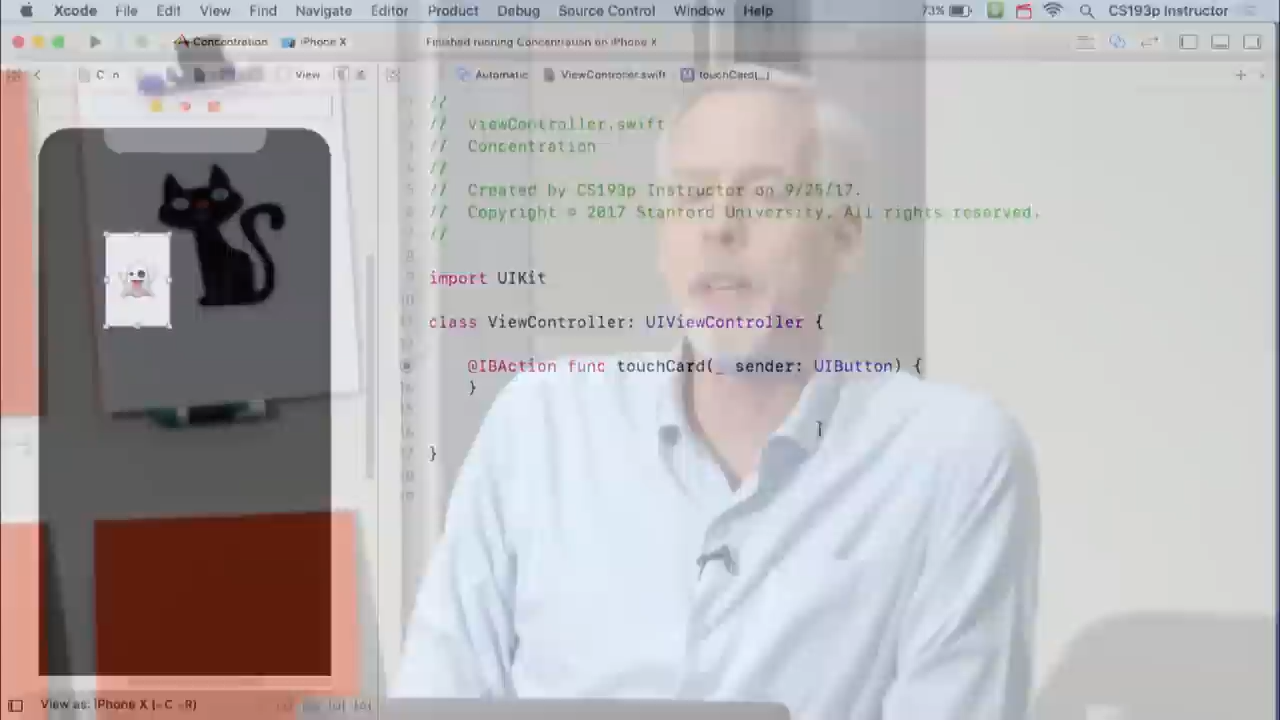 Xcode File Edit View Find Navigate Editor Product Debug Source Control Window Help 73% CS193p Instructor
Concentration iPhone X Finished running Concentration on iPhone X
View Automatic ViewController.swift touchCard(_:)
//
// ViewController.swift
// Concentration
//
// Created by CS193p Instructor on 9/25/17.
// Copyright © 2017 Stanford University. All rights reserved.
//
import UIKit
class ViewController: UIViewController {
@IBAction func touchCard(_ sender: UIButton) {
}
}
View as: iPhone X